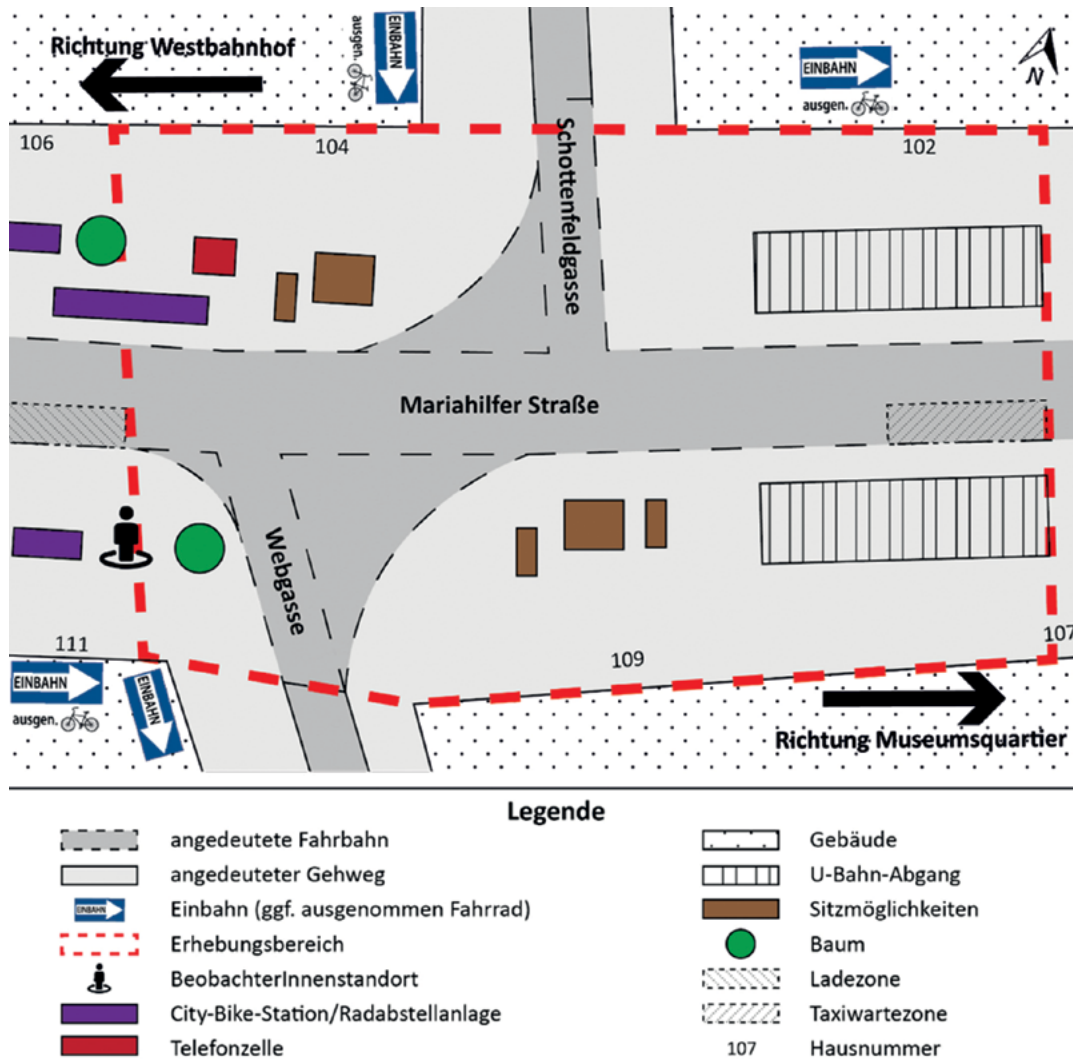 Richtung Westbahnhof
ausgen.
EINBAHN
EINBAHN
ausgen.
N
106
104
102
Schottenfeldgasse
Mariahilfer Straße
Webgasse
111
109
107
EINBAHN
ausgen.
EINBAHN
Richtung Museumsquartier
Legende
angedeutete Fahrbahn
angedeuteter Gehweg
EINBAHN
Einbahn (ggf. ausgenommen Fahrrad)
Erhebungsbereich
BeobachterInnenstandort
City-Bike-Station/Radabstellanlage
Telefonzelle
Gebäude
U-Bahn-Abgang
Sitzmöglichkeiten
Baum
Ladezone
Taxiwartezone
107 Hausnummer